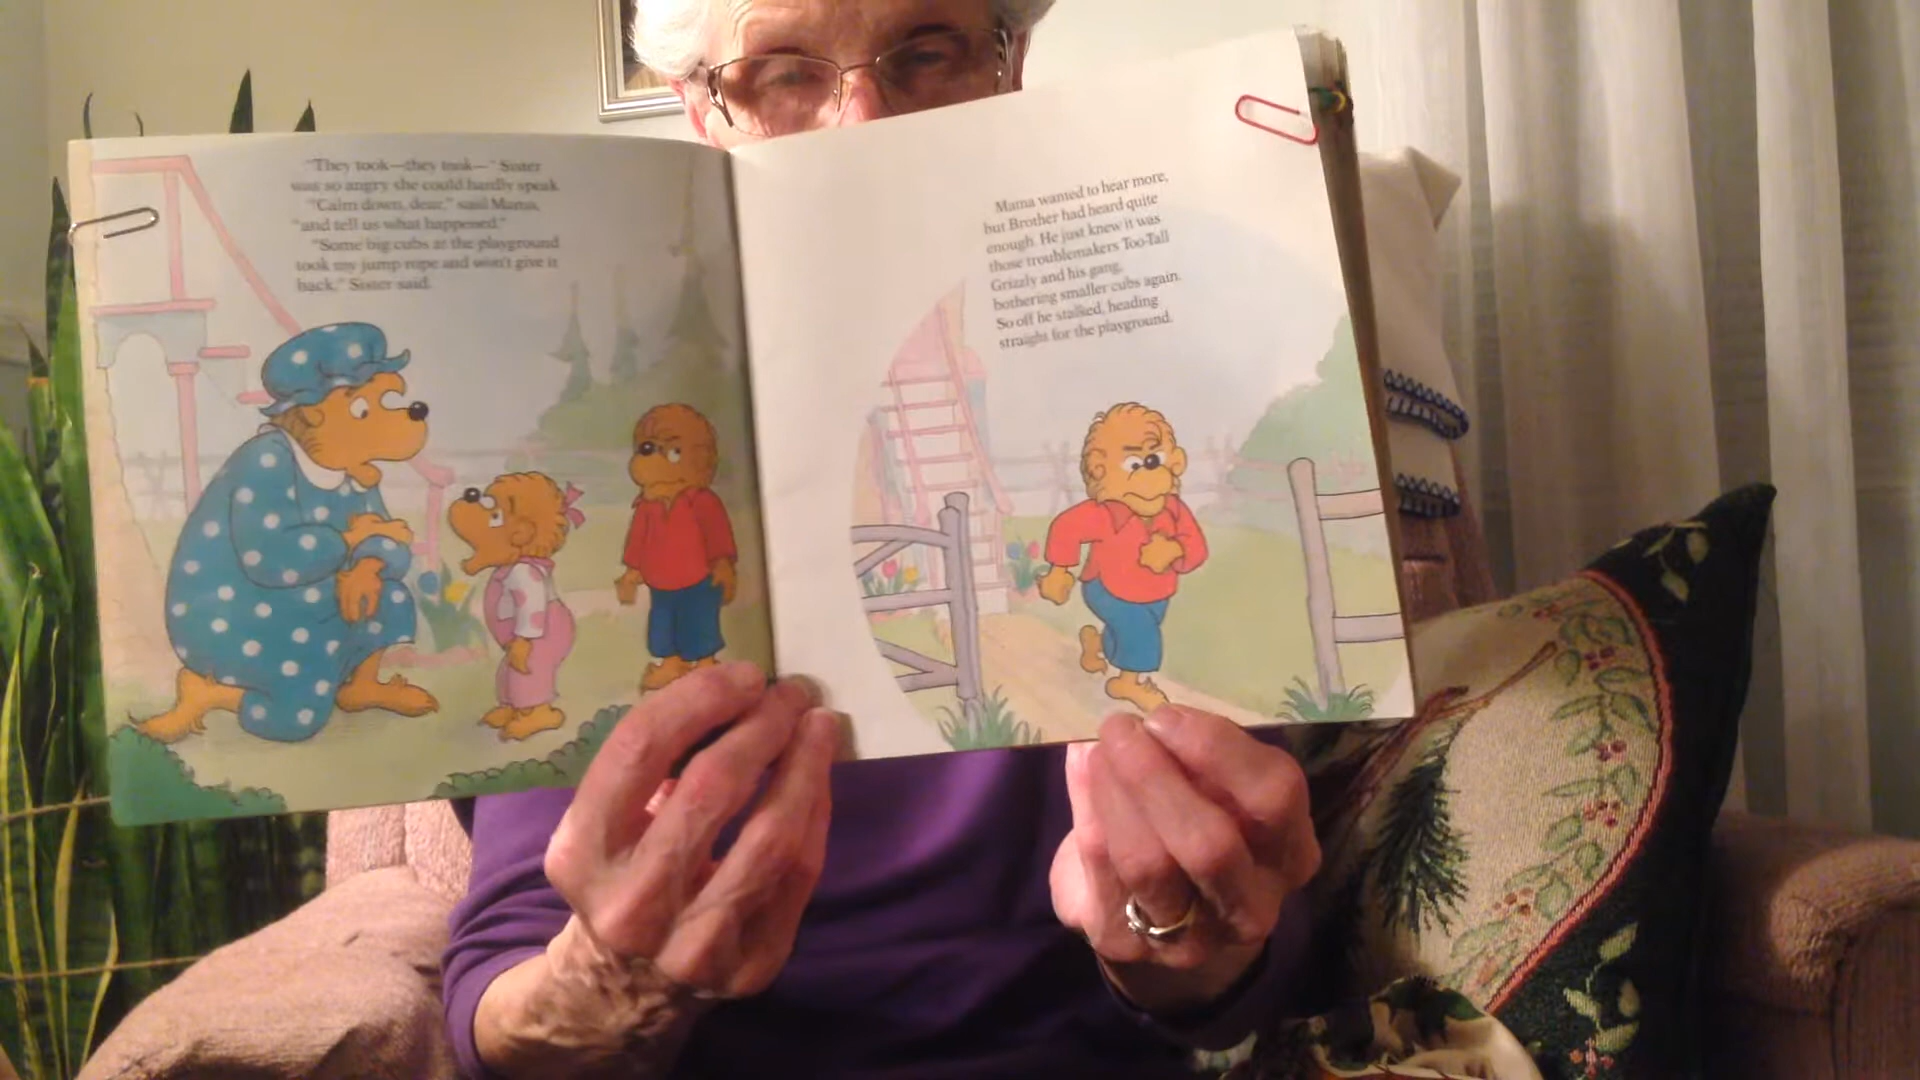 "They took—they took—" Sister
was so angry she could hardly speak.
"Calm down, dear," said Mama,
"and tell us what happened."
"Some big cubs at the playground
took my jump rope and won't give it
back," Sister said.
Mama wanted to hear more,
but Brother had heard quite
enough. He just knew it was
those troublemakers Too-Tall
Grizzly and his gang,
bothering smaller cubs again.
So off he stalked, heading
straight for the playground.